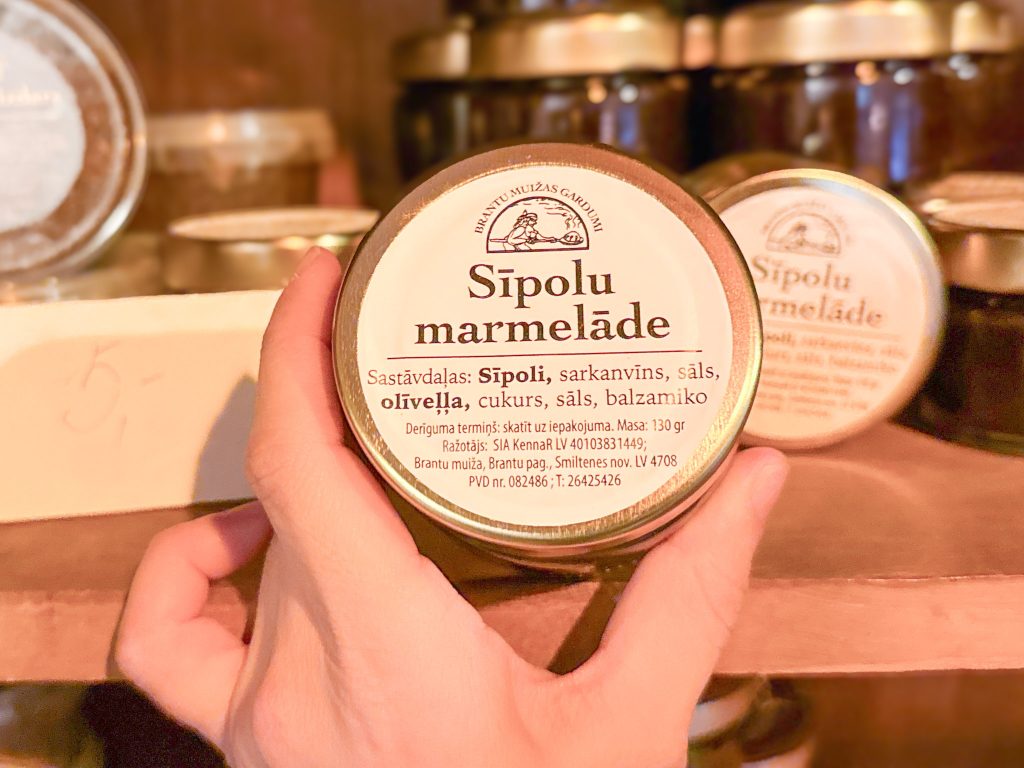 BRANTU MUIŽAS GARDUMI
Sīpolu
marmelāde
Sastāvdaļas: Sīpoli, sarkanvīns, sāls,
olīveļļa, cukurs, sāls, balzamiko
Derīguma termiņš: skatīt uz iepakojuma. Masa: 130 gr
Ražotājs: SIA KennaR LV 40103831449;
Brantu muiža, Brantu pag., Smiltenes nov. LV 4708
PVD nr. 082486 ; T: 26425426
Sīpolu
5,-